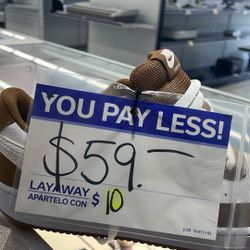 YOU PAY LESS!
$59.—
LAYAWAY
APÁRTELO CON $ 10